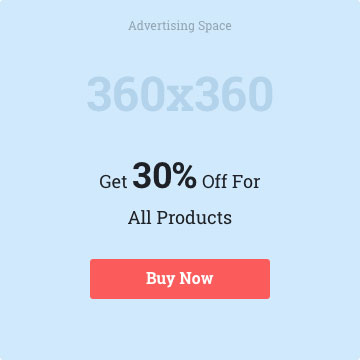 Advertising Space
360x360
Get 30% Off For
All Products
Buy Now